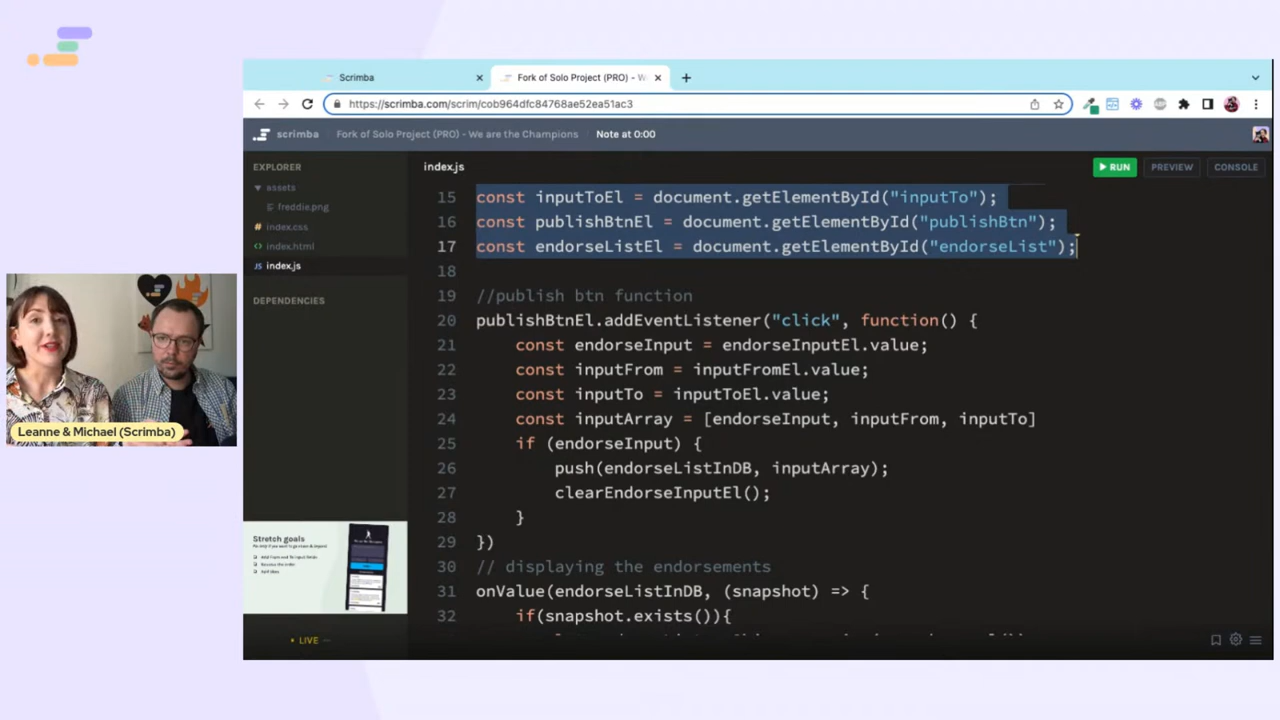 Scrimba
Fork of Solo Project (PRO) - W
https://scrimba.com/scrim/cob964dfc84768ae52ea51ac3
scrimba
Fork of Solo Project (PRO) - We are the Champions
Note at 0:00
EXPLORER
assets
freddie.png
index.css
index.html
JS index.js
DEPENDENCIES
index.js
RUN
PREVIEW
CONSOLE
15 const inputToEl = document.getElementById("inputTo");
16 const publishBtnEl = document.getElementById("publishBtn");
17 const endorseListEl = document.getElementById("endorseList");
18
19 //publish btn function
20 publishBtnEl.addEventListener("click", function() {
21 const endorseInput = endorseInputEl.value;
22 const inputFrom = inputFromEl.value;
23 const inputTo = inputToEl.value;
24 const inputArray = [endorseInput, inputFrom, inputTo]
25 if (endorseInput) {
26 push(endorseListInDB, inputArray);
27 clearEndorseInputEl();
28 }
29 })
30 // displaying the endorsements
31 onValue(endorseListInDB, (snapshot) => {
32 if(snapshot.exists()){
Leanne & Michael (Scrimba)
Stretch goals
LIVE